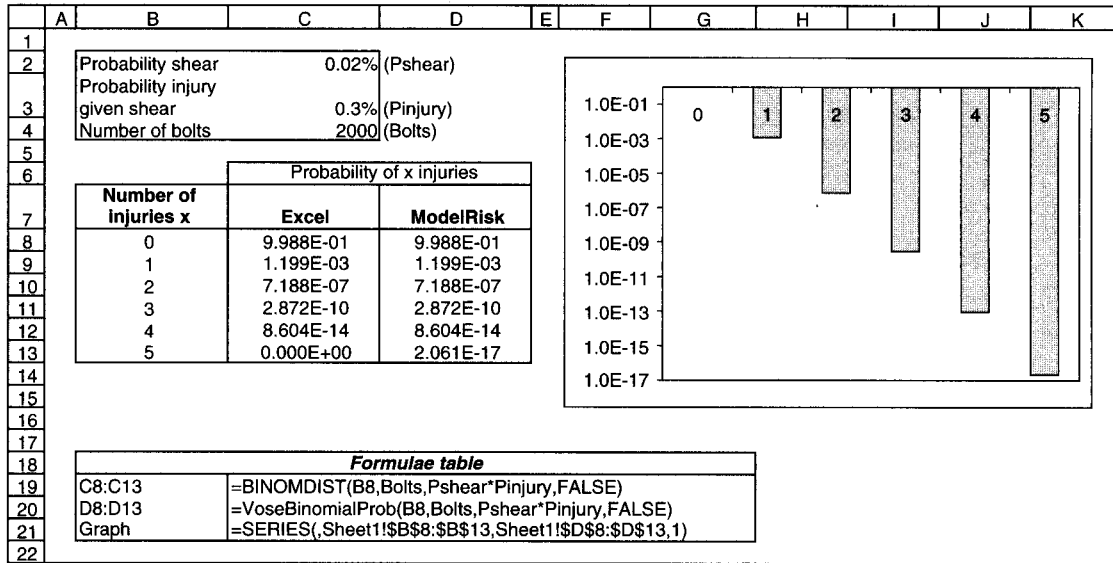 A B C D E F G H I J K
1
2 Probability shear 0.02% (Pshear)
Probability injury
3 given shear 0.3% (Pinjury)
4 Number of bolts 2000 (Bolts)
5
6 Probability of x injuries
Number of
7 injuries x Excel ModelRisk
8 0 9.988E-01 9.988E-01
9 1 1.199E-03 1.199E-03
10 2 7.188E-07 7.188E-07
11 3 2.872E-10 2.872E-10
12 4 8.604E-14 8.604E-14
13 5 0.000E+00 2.061E-17
14
15
16
17
18 Formulae table
19 C8:C13 =BINOMDIST(B8,Bolts,Pshear*Pinjury,FALSE)
20 D8:D13 =VoseBinomialProb(B8,Bolts,Pshear*Pinjury,FALSE)
21 Graph =SERIES(,Sheet1!$B$8:$B$13,Sheet1!$D$8:$D$13,1)
22
1.0E-01
0 1 2 3 4 5
1.0E-03
1.0E-05
1.0E-07
1.0E-09
1.0E-11
1.0E-13
1.0E-15
1.0E-17